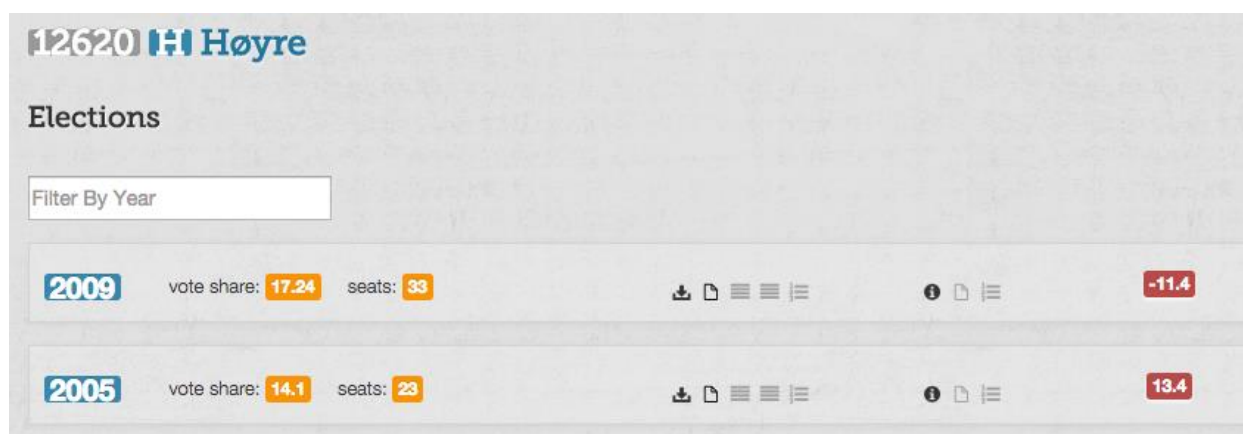 12620 H Høyre
Elections
Filter By Year
2009 vote share: 17.24 seats: 33 -11.4
2005 vote share: 14.1 seats: 23 13.4